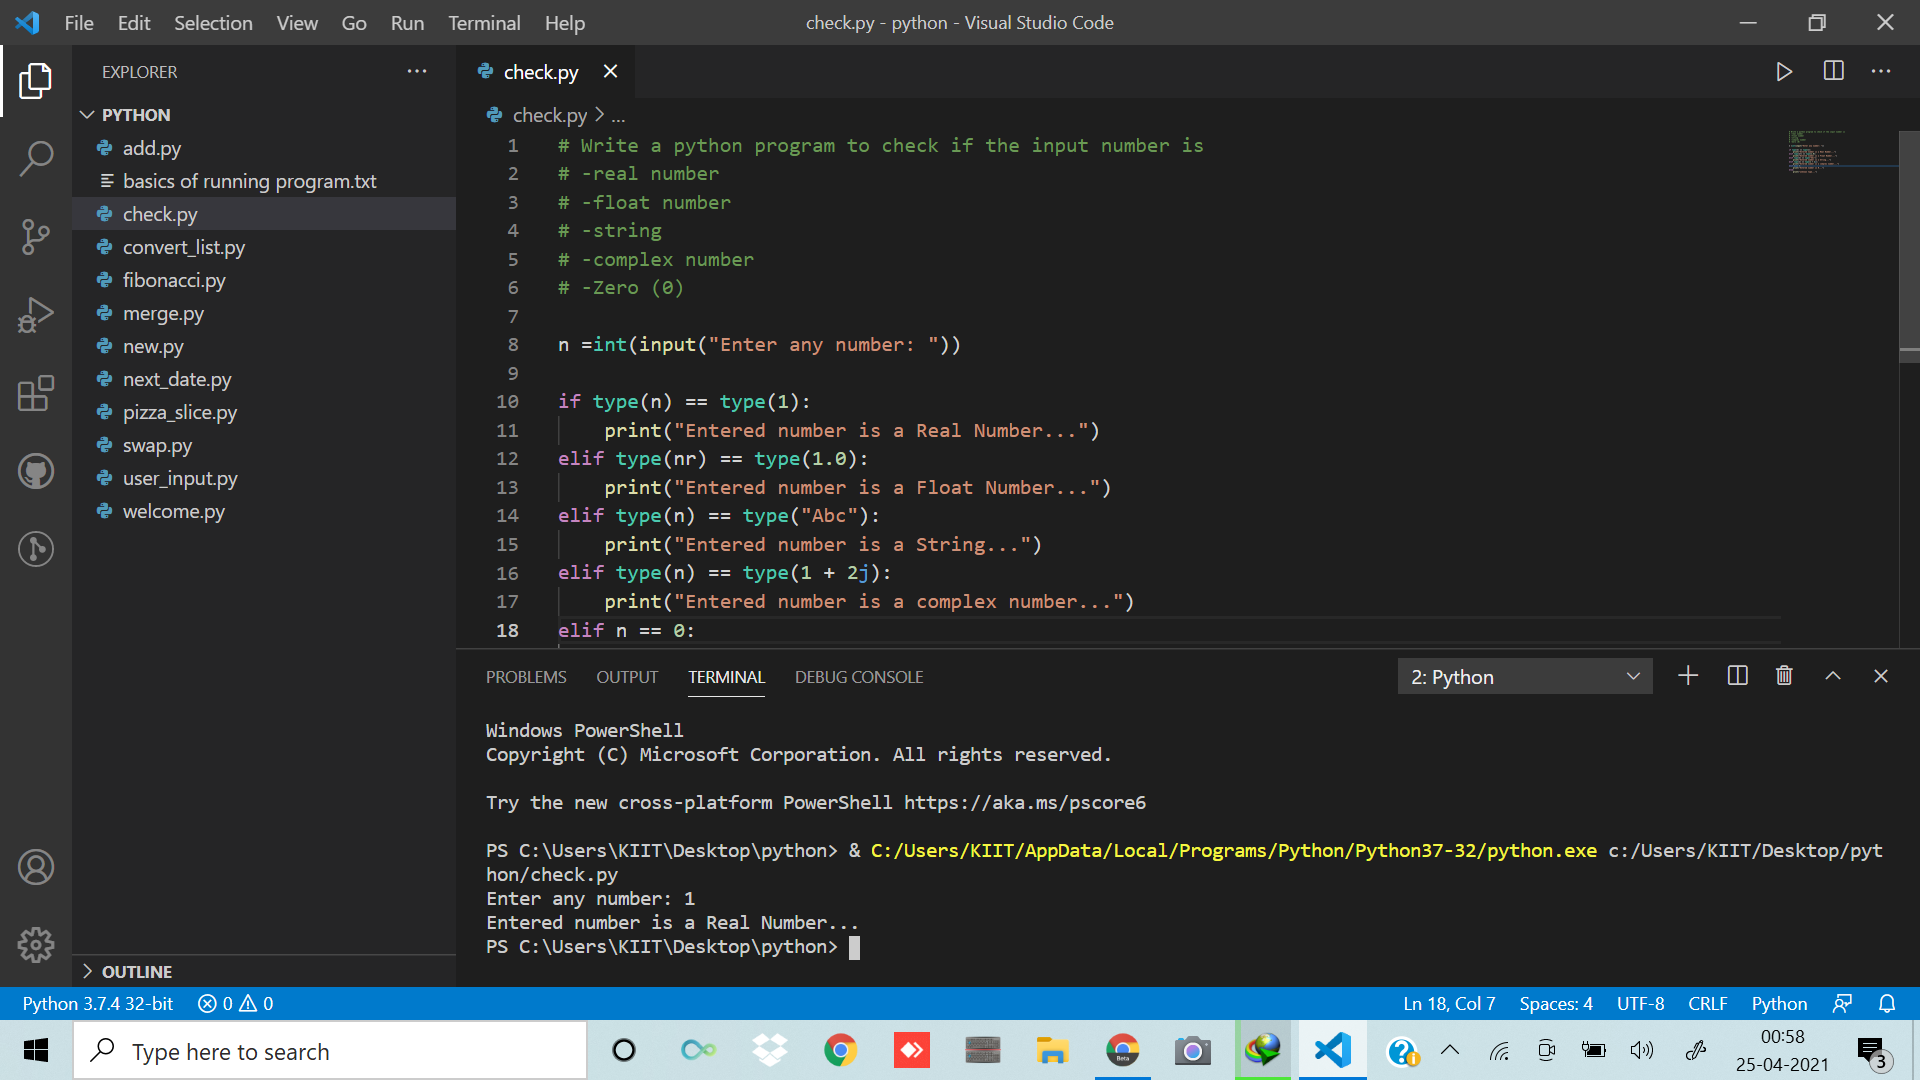 File Edit Selection View Go Run Terminal Help
check.py - python - Visual Studio Code
EXPLORER
PYTHON
add.py
basics of running program.txt
check.py
convert_list.py
fibonacci.py
merge.py
new.py
next_date.py
pizza_slice.py
swap.py
user_input.py
welcome.py
OUTLINE
check.py
check.py > ...
1 # Write a python program to check if the input number is
2 # -real number
3 # -float number
4 # -string
5 # -complex number
6 # -Zero (0)
7
8 n =int(input("Enter any number: "))
9
10 if type(n) == type(1):
11     print("Entered number is a Real Number...")
12 elif type(nr) == type(1.0):
13     print("Entered number is a Float Number...")
14 elif type(n) == type("Abc"):
15     print("Entered number is a String...")
16 elif type(n) == type(1 + 2j):
17     print("Entered number is a complex number...")
18 elif n == 0:
PROBLEMS OUTPUT TERMINAL DEBUG CONSOLE
2: Python
Windows PowerShell
Copyright (C) Microsoft Corporation. All rights reserved.
Try the new cross-platform PowerShell https://aka.ms/pscore6
PS C:\Users\KIIT\Desktop\python> & C:/Users/KIIT/AppData/Local/Programs/Python/Python37-32/python.exe c:/Users/KIIT/Desktop/pyt
hon/check.py
Enter any number: 1
Entered number is a Real Number...
PS C:\Users\KIIT\Desktop\python>
Python 3.7.4 32-bit 0 0
Ln 18, Col 7 Spaces: 4 UTF-8 CRLF Python
Type here to search
Beta
00:58
25-04-2021
3